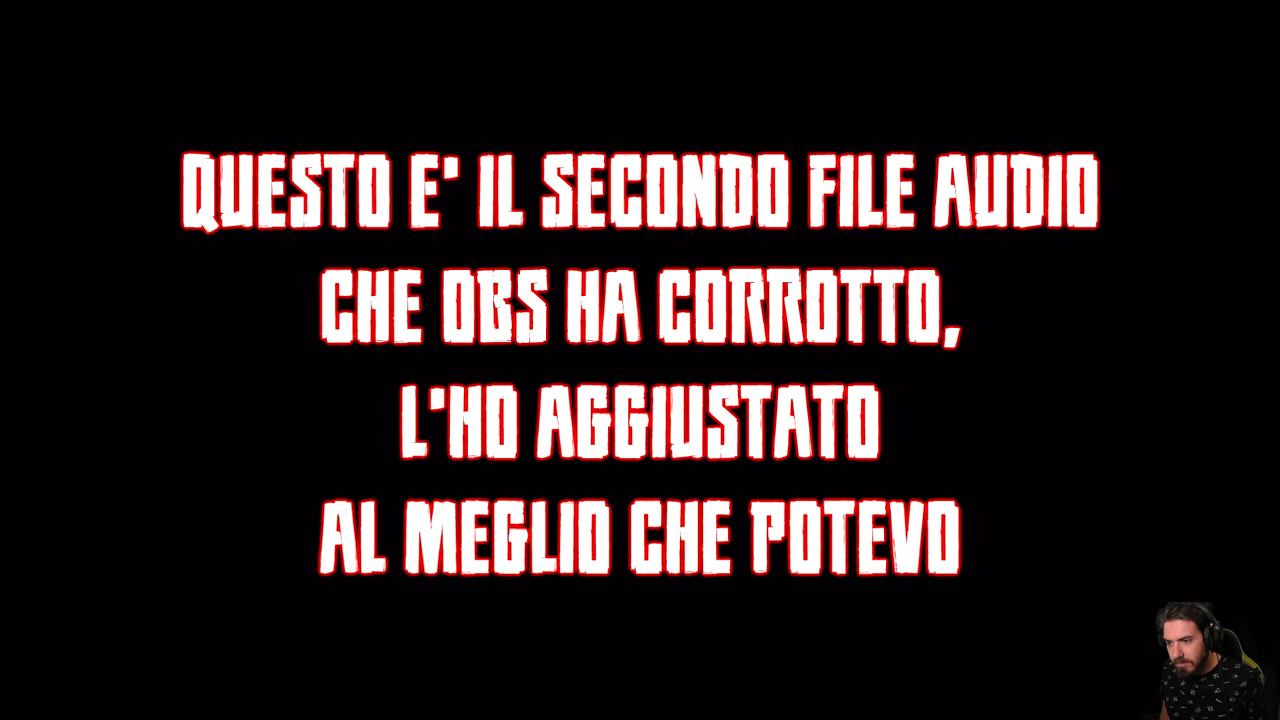 QUESTO E' IL SECONDO FILE AUDIO
CHE OBS HA CORROTTO,
L'HO AGGIUSTATO
AL MEGLIO CHE POTEVO